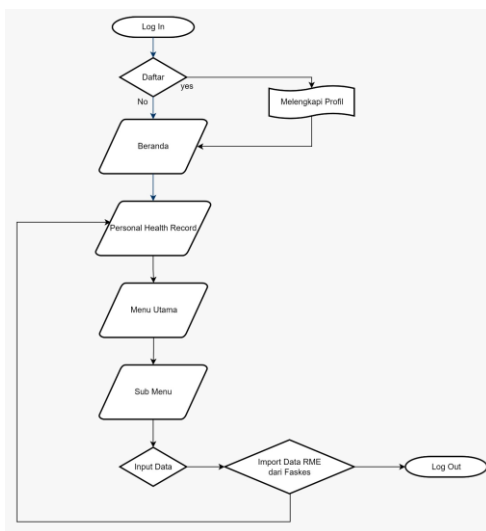 Log In
Daftar
yes
No
Melengkapi Profil
Beranda
Personal Health Record
Menu Utama
Sub Menu
Input Data
Import Data RME
dari Faskes
Log Out